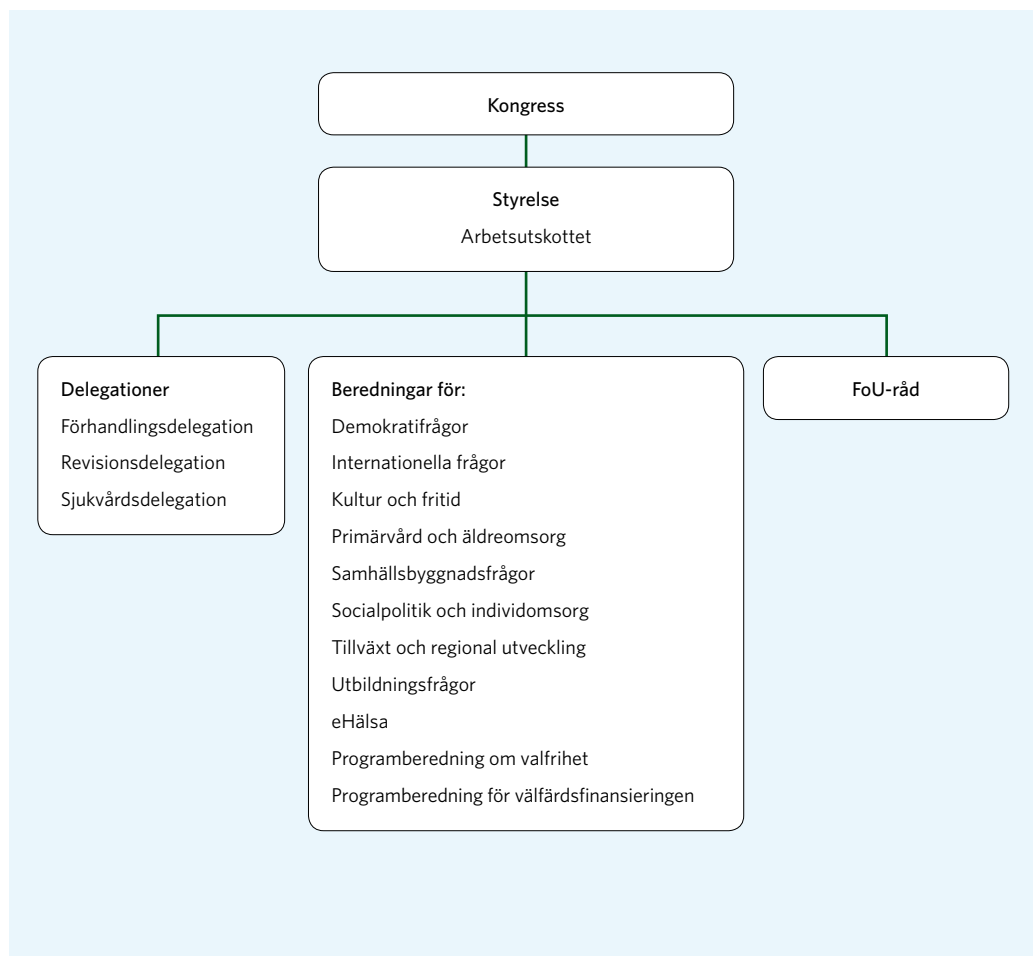 Kongress
Styrelse
Arbetsutskottet
Delegationer
Förhandlingsdelegation
Revisionsdelegation
Sjukvårdsdelegation
Beredningar för:
Demokratifrågor
Internationella frågor
Kultur och fritid
Primärvård och äldreomsorg
Samhällsbyggnadsfrågor
Socialpolitik och individomsorg
Tillväxt och regional utveckling
Utbildningsfrågor
eHälsa
Programberedning om valfrihet
Programberedning för välfärdsfinansieringen
FoU-råd